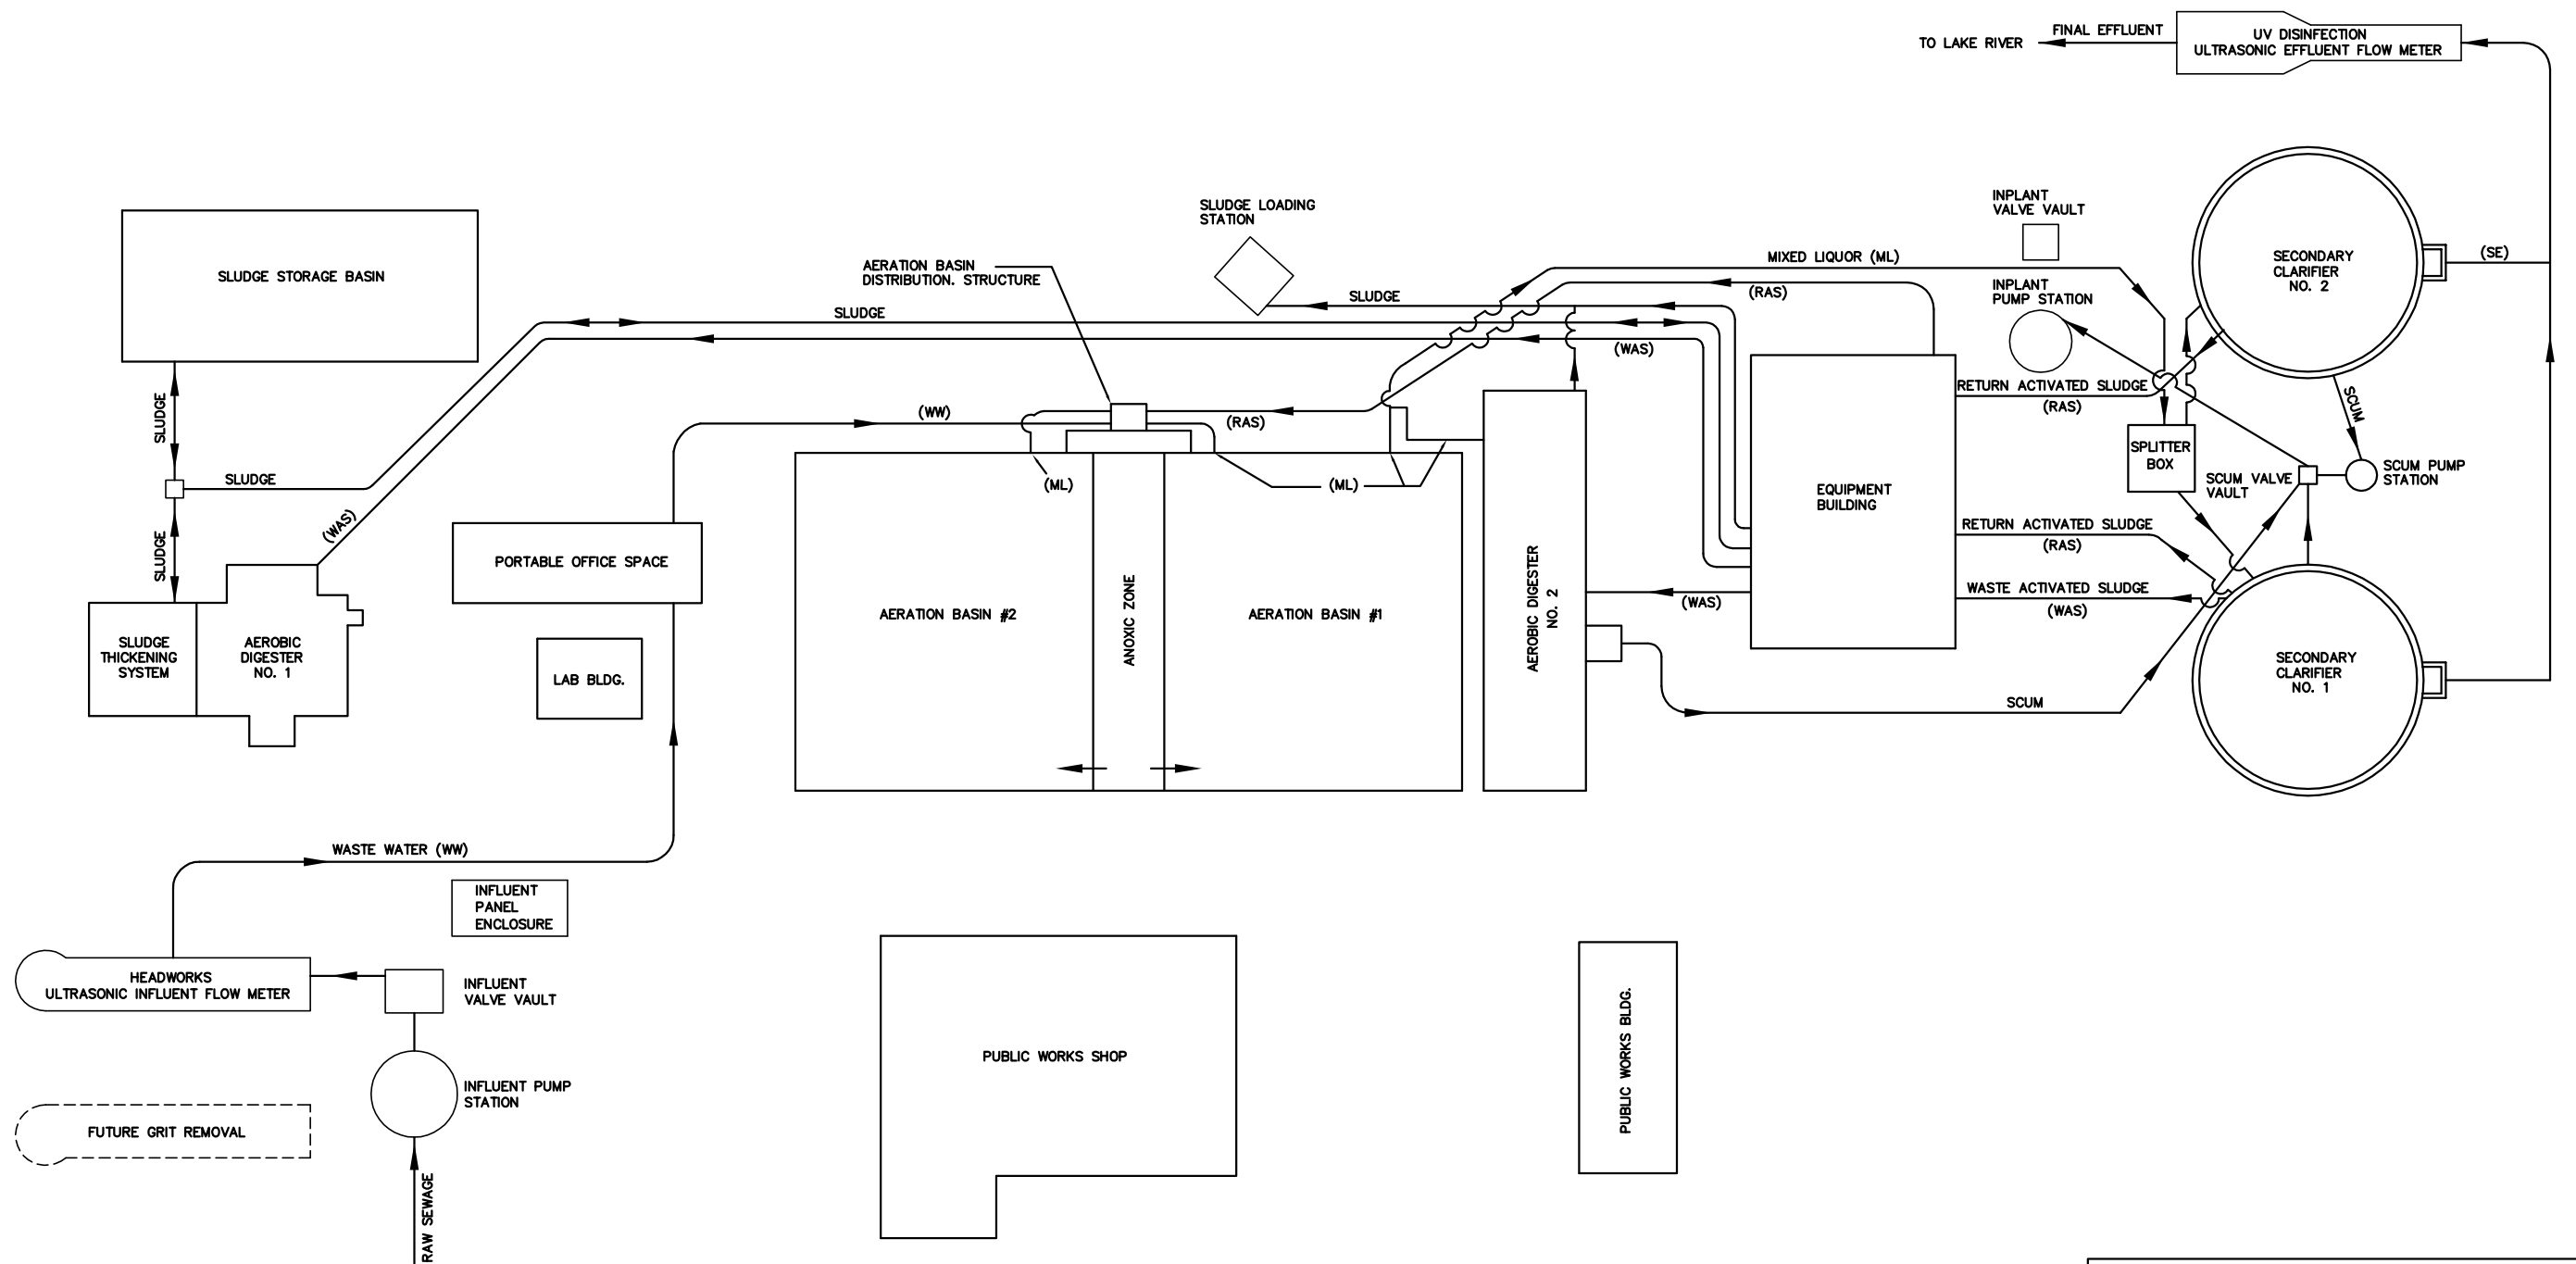 FINAL EFFLUENT
TO LAKE RIVER
UV DISINFECTION
ULTRASONIC EFFLUENT FLOW METER
SLUDGE LOADING
STATION
INPLANT
VALVE VAULT
SLUDGE STORAGE BASIN
AERATION BASIN
DISTRIBUTION. STRUCTURE
MIXED LIQUOR (ML)
SECONDARY
CLARIFIER
NO. 2
(SE)
SLUDGE
SLUDGE
(RAS)
INPLANT
PUMP STATION
(WAS)
SLUDGE
(WW)
(RAS)
RETURN ACTIVATED SLUDGE
(RAS)
SCUM
SPLITTER
BOX
SLUDGE
(ML)
(ML)
EQUIPMENT
BUILDING
SCUM VALVE
VAULT
SCUM PUMP
STATION
(WAS)
SLUDGE
RETURN ACTIVATED SLUDGE
(RAS)
PORTABLE OFFICE SPACE
WASTE ACTIVATED SLUDGE
(WAS)
AERATION BASIN #2
ANOXIC ZONE
AERATION BASIN #1
AEROBIC DIGESTER
NO. 2
(WAS)
SLUDGE
THICKENING
SYSTEM
AEROBIC
DIGESTER
NO. 1
LAB BLDG.
SECONDARY
CLARIFIER
NO. 1
SCUM
WASTE WATER (WW)
INFLUENT
PANEL
ENCLOSURE
HEADWORKS
ULTRASONIC INFLUENT FLOW METER
INFLUENT
VALVE VAULT
PUBLIC WORKS SHOP
PUBLIC WORKS BLDG.
INFLUENT PUMP
STATION
FUTURE GRIT REMOVAL
RAW SEWAGE